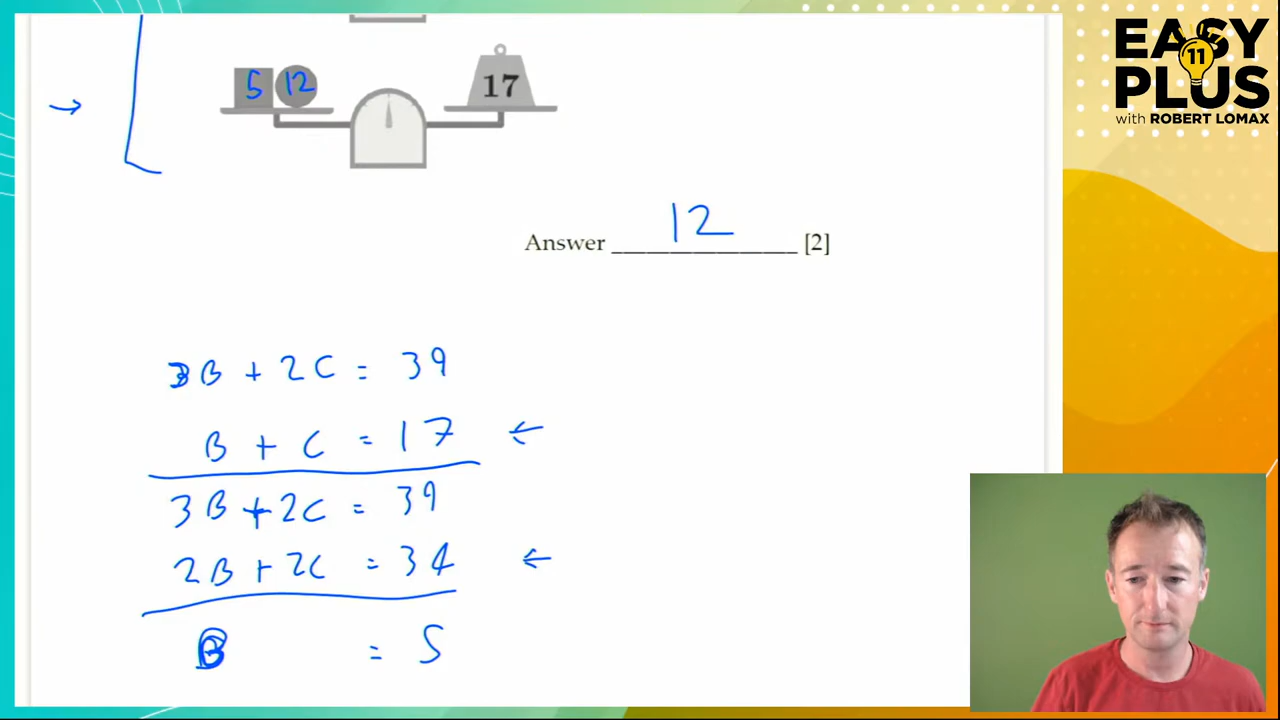 EASY
11
PLUS
with ROBERT LOMAX
5 12
17
12
Answer ______________ [2]
3B + 2C = 39
B + C = 17 ←
3B + 2C = 39
2B + 2C = 34 ←
B = 5